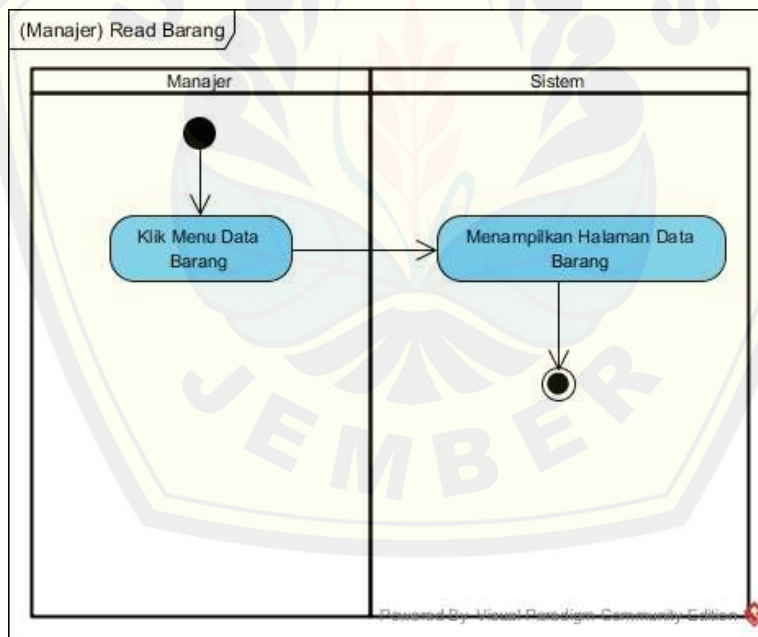 (Manajer) Read Barang
Manajer
Sistem
Klik Menu Data
Barang
Menampilkan Halaman Data
Barang
JEMBER
Powered By Visual Paradigm Community Edition